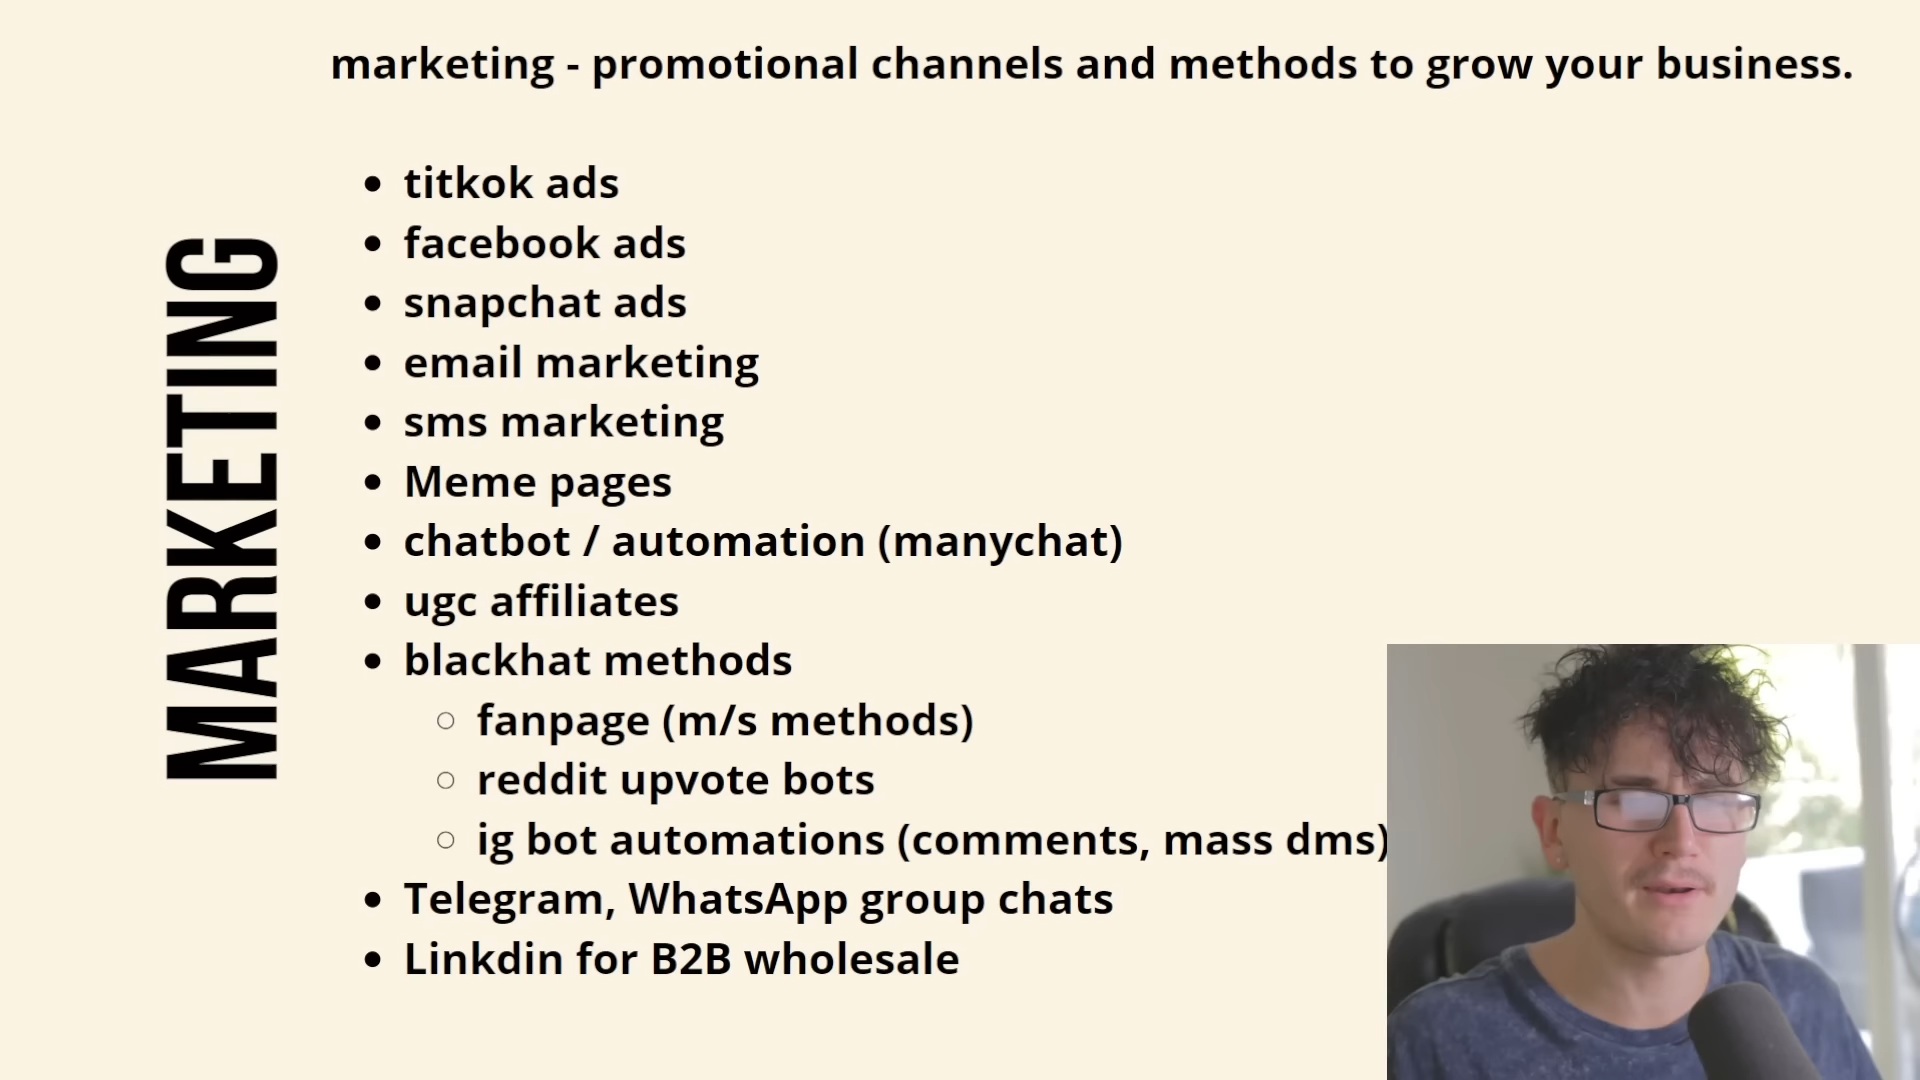 marketing - promotional channels and methods to grow your business.
MARKETING
• titkok ads
• facebook ads
• snapchat ads
• email marketing
• sms marketing
• Meme pages
• chatbot / automation (manychat)
• ugc affiliates
• blackhat methods
○ fanpage (m/s methods)
○ reddit upvote bots
○ ig bot automations (comments, mass dms)
• Telegram, WhatsApp group chats
• Linkdin for B2B wholesale